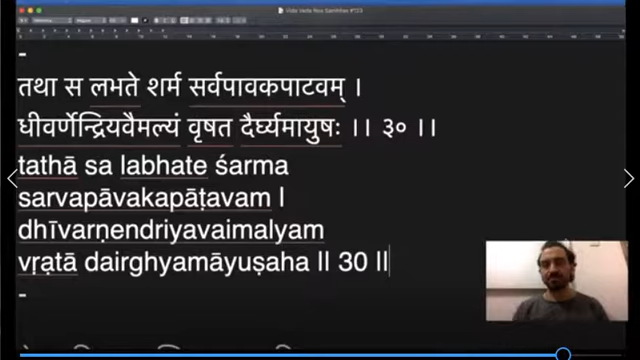 -
तथा स लभते शर्म सर्वपावकपाटवम् ।
धीवर्णेन्द्रियवैमल्यं वृषत दैर्घ्यमायुषः ।। ३० ।।
tathā sa labhate śarma
sarvapāvakapāṭavam l
dhīvarṇendriyavaimalyam
vṛṣatā dairghyamāyuṣaha ll 30 ll
-